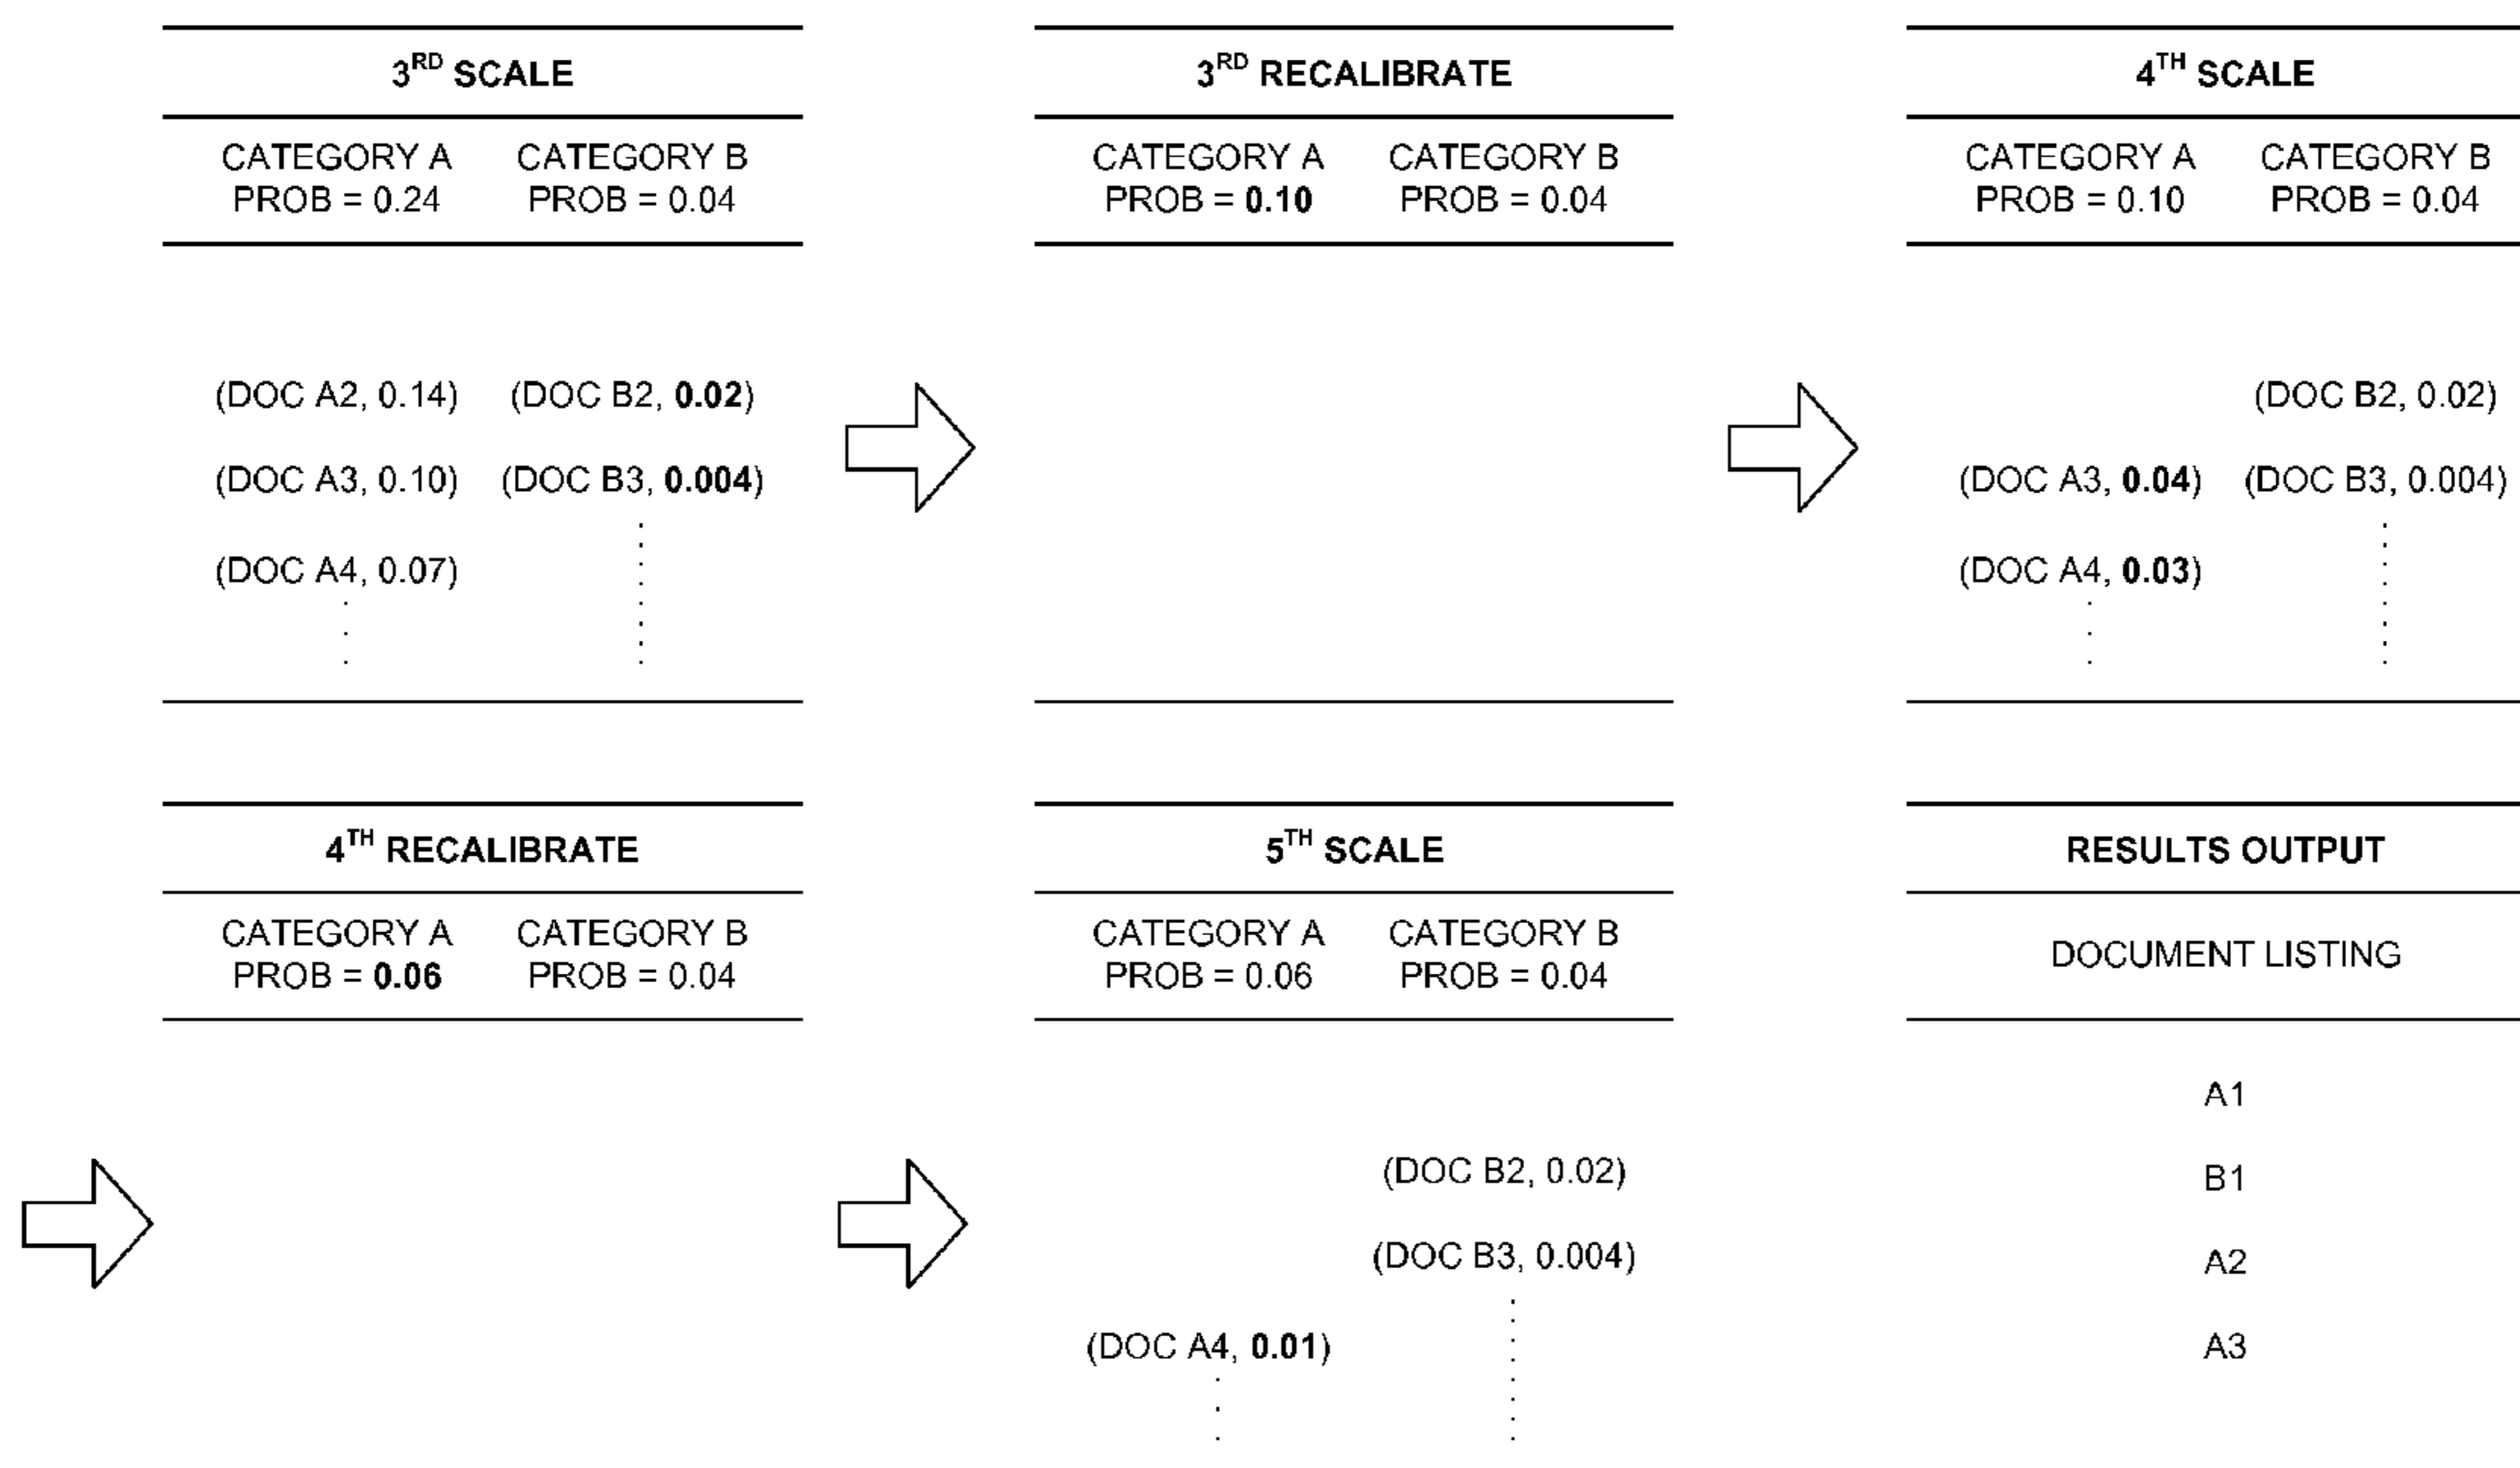 3RD SCALE
CATEGORY A CATEGORY B
PROB = 0.24 PROB = 0.04
(DOC A2, 0.14) (DOC B2, 0.02)
(DOC A3, 0.10) (DOC B3, 0.004)
(DOC A4, 0.07)
3RD RECALIBRATE
CATEGORY A CATEGORY B
PROB = 0.10 PROB = 0.04
4TH SCALE
CATEGORY A CATEGORY B
PROB = 0.10 PROB = 0.04
(DOC B2, 0.02)
(DOC A3, 0.04) (DOC B3, 0.004)
(DOC A4, 0.03)
4TH RECALIBRATE
CATEGORY A CATEGORY B
PROB = 0.06 PROB = 0.04
5TH SCALE
CATEGORY A CATEGORY B
PROB = 0.06 PROB = 0.04
(DOC B2, 0.02)
(DOC B3, 0.004)
(DOC A4, 0.01)
RESULTS OUTPUT
DOCUMENT LISTING
A1
B1
A2
A3